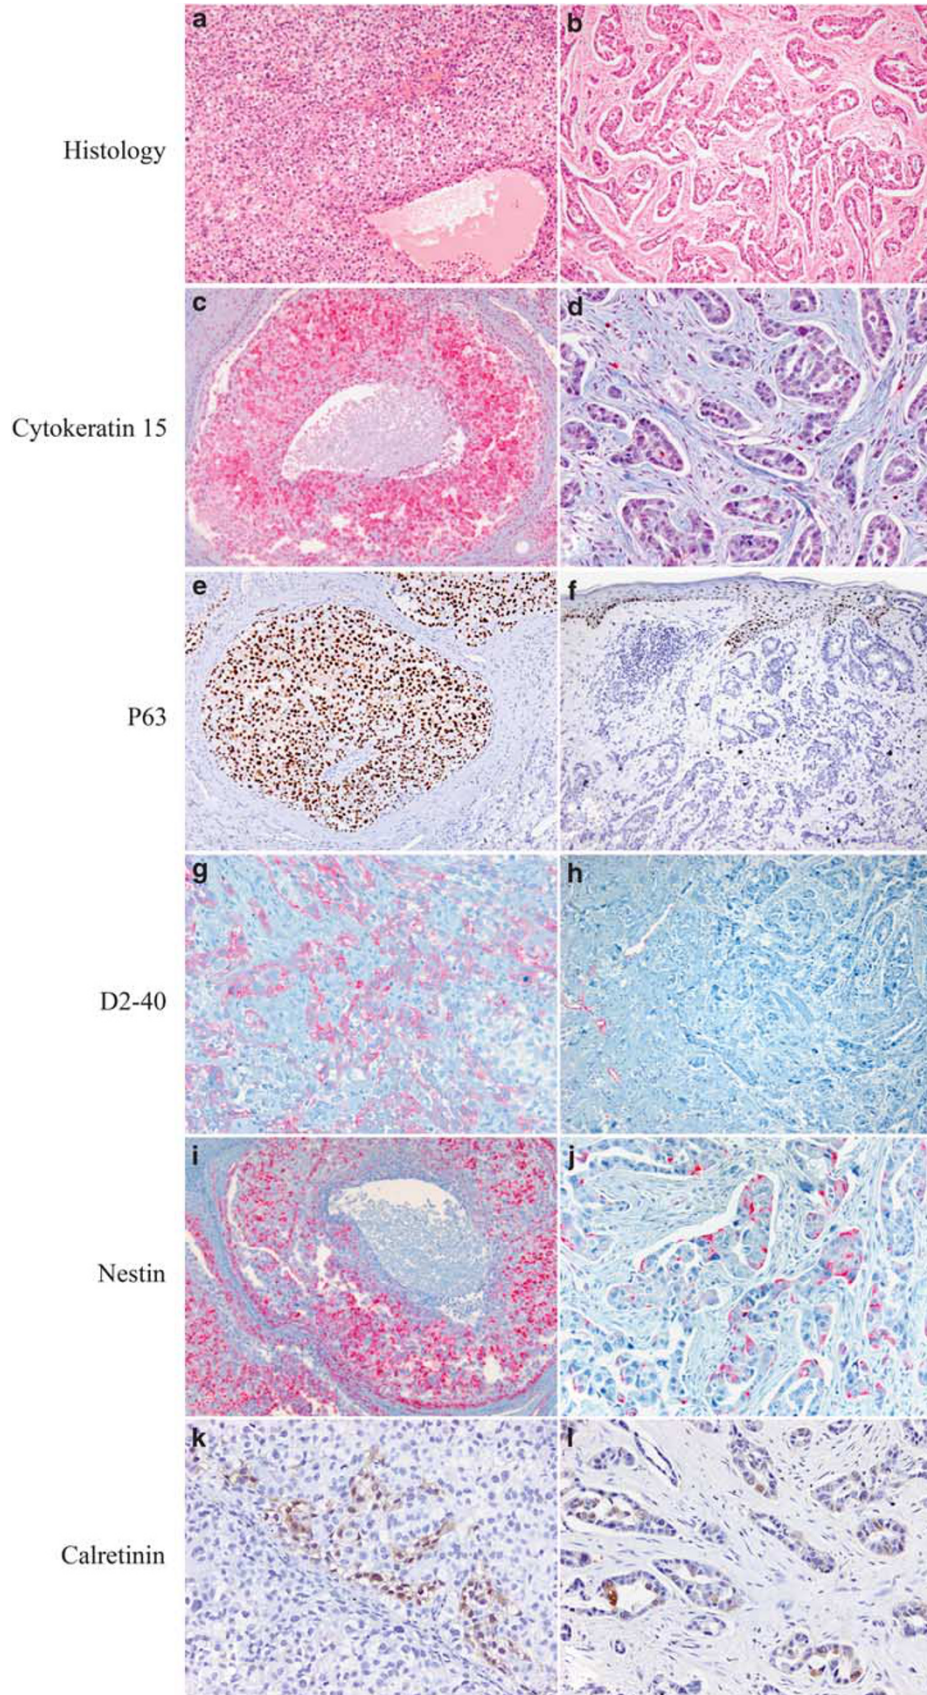 a
b
Histology
c
d
Cytokeratin 15
e
f
P63
g
h
D2-40
i
j
Nestin
k
l
Calretinin